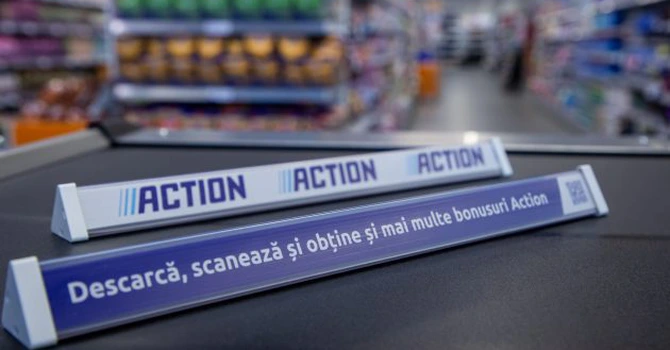 ACTION ACTION ACTION
Descarcă, scanează și obține și mai multe bonusuri Action